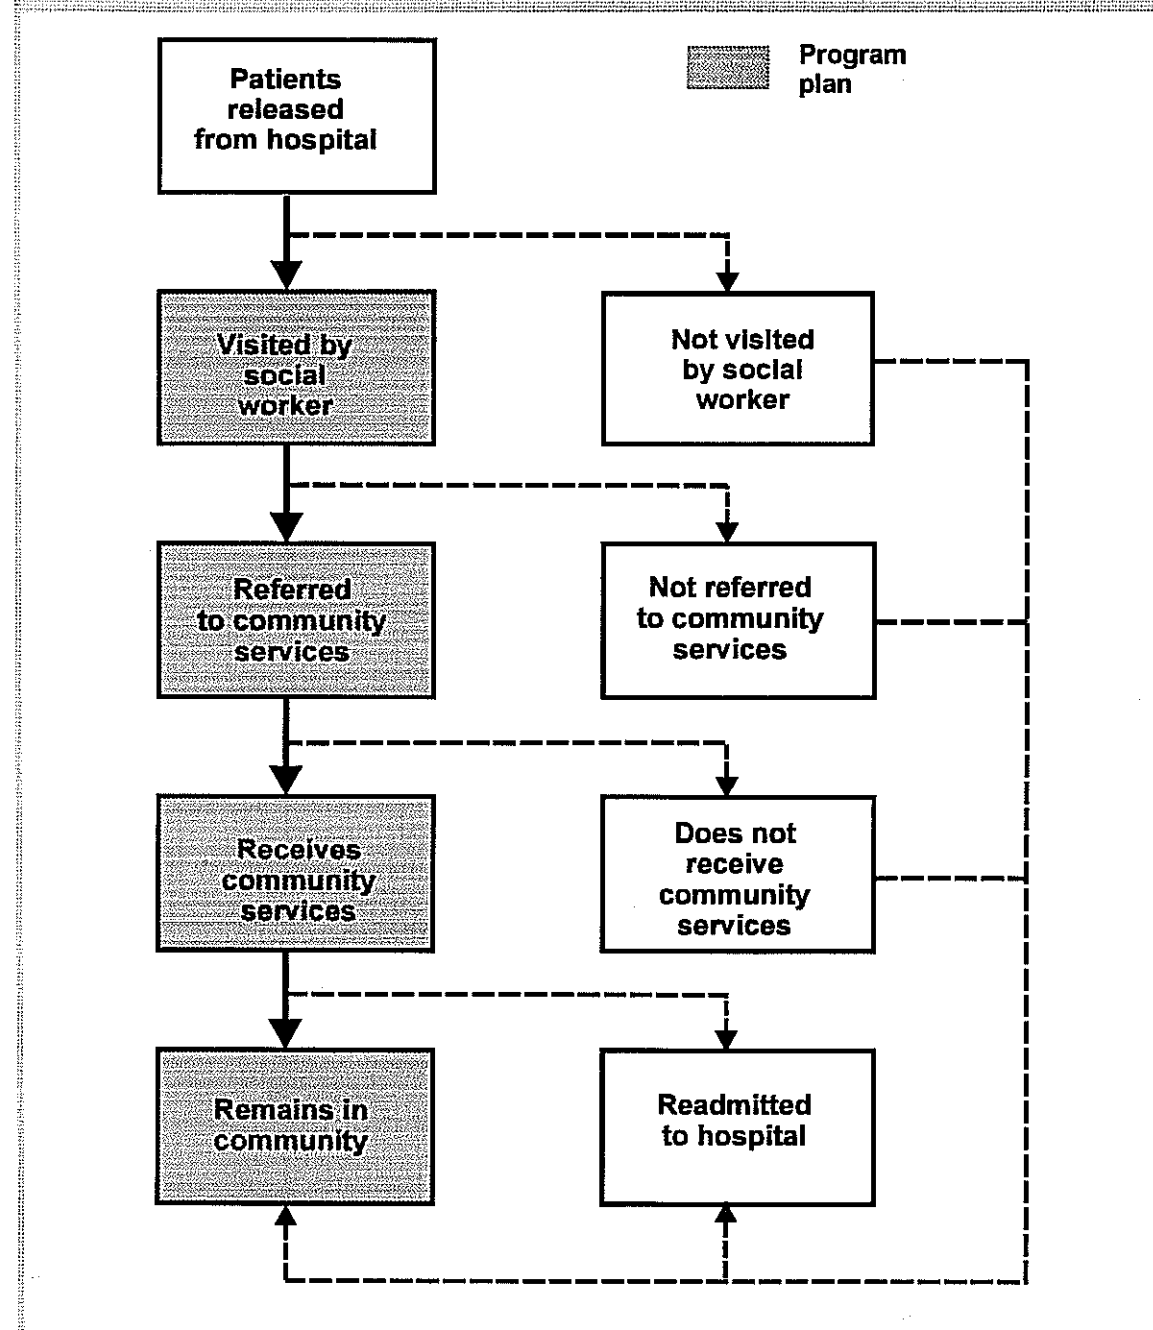 Patients
released
from hospital
Program
plan
Visited by
social
worker
Not visited
by social
worker
Referred
to community
services
Not referred
to community
services
Receives
community
services
Does not
receive
community
services
Remains in
community
Readmitted
to hospital